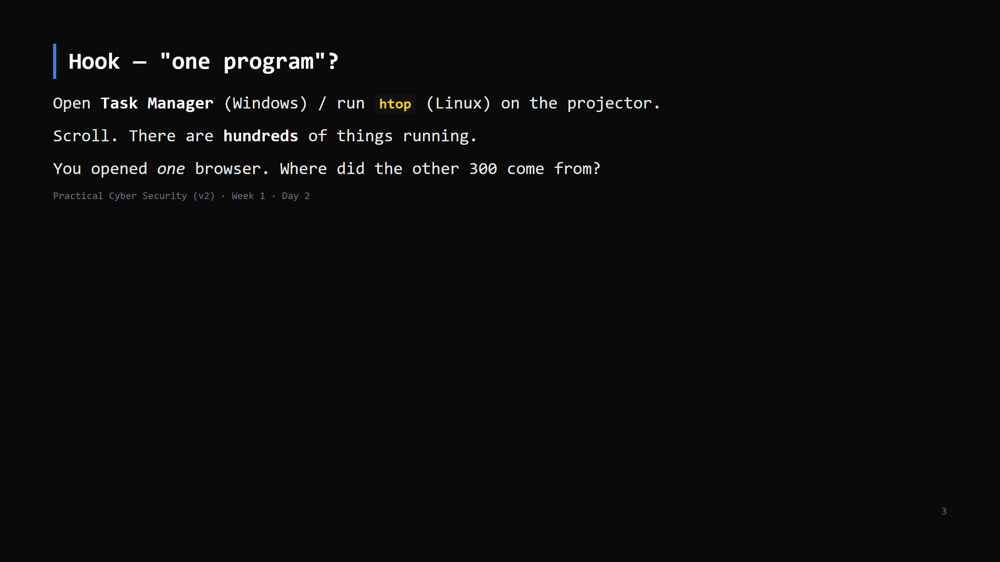 Hook — "one program"?
Open Task Manager (Windows) / run htop (Linux) on the projector.
Scroll. There are hundreds of things running.
You opened one browser. Where did the other 300 come from?
Practical Cyber Security (v2) · Week 1 · Day 2
3